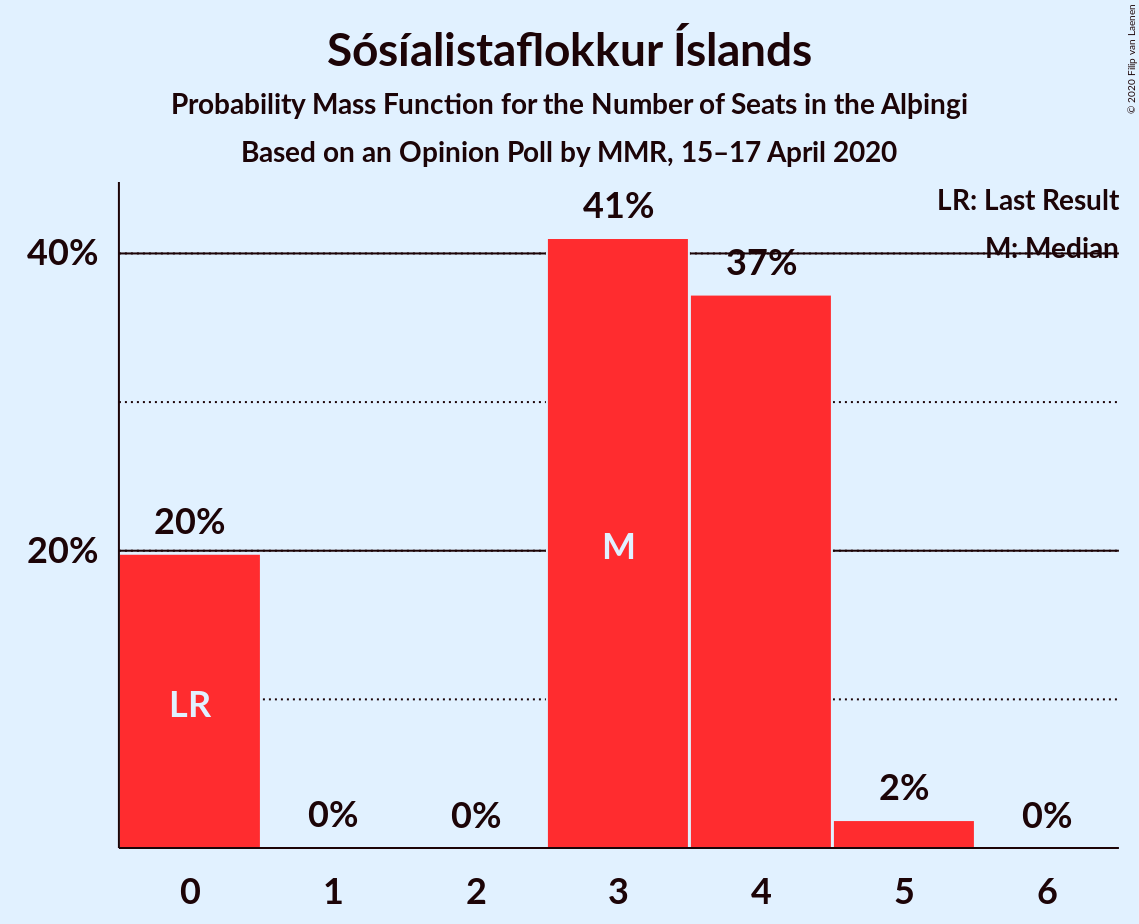 Sósíalistaflokkur Íslands
Probability Mass Function for the Number of Seats in the Alþingi
Based on an Opinion Poll by MMR, 15–17 April 2020
© 2020 Filip van Laenen
LR: Last Result
M: Median
40%
20%
20%
LR
0%
0%
41%
M
37%
2%
0%
0 1 2 3 4 5 6